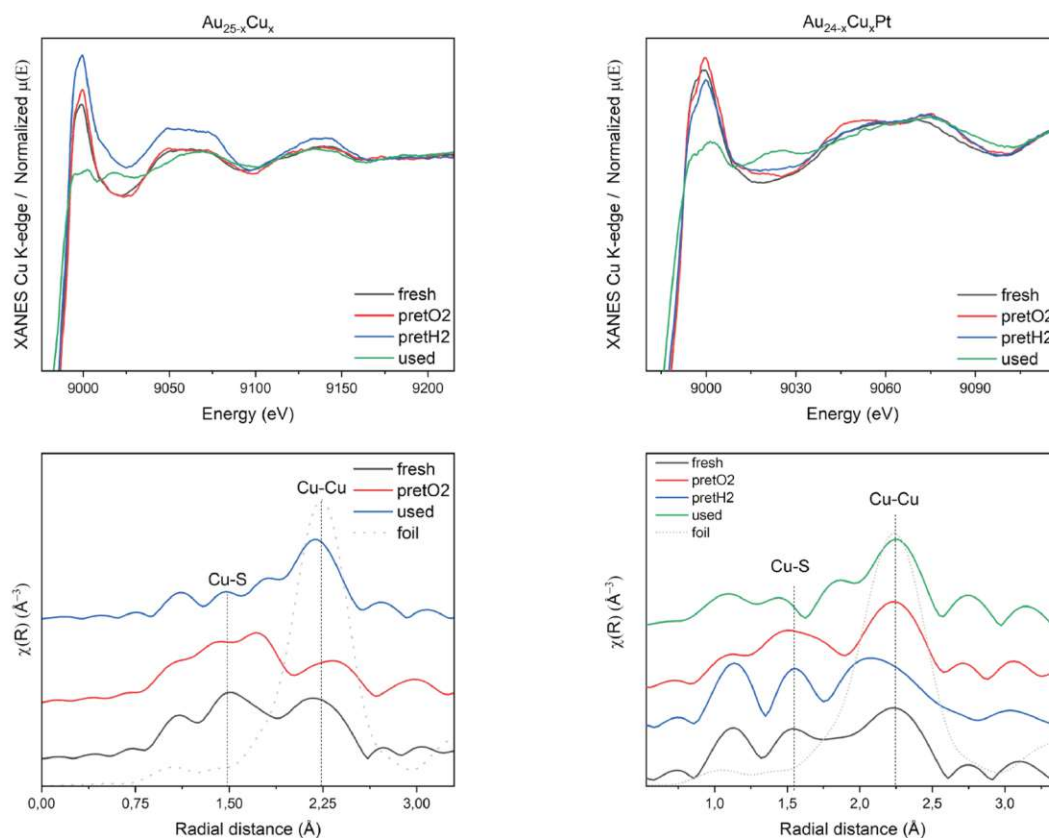 Au25-xCux
XANES Cu K-edge / Normalized μ(E)
fresh
pretO2
pretH2
used
9000 9050 9100 9150 9200
Energy (eV)
Au24-xCuxPt
XANES Cu K-edge / Normalized μ(E)
fresh
pretO2
pretH2
used
9000 9030 9060 9090
Energy (eV)
χ(R) (Å⁻³)
fresh
pretO2
used
foil
Cu-Cu
Cu-S
0,00 0,75 1,50 2,25 3,00
Radial distance (Å)
χ(R) (Å⁻³)
fresh
pretO2
pretH2
used
foil
Cu-Cu
Cu-S
1,0 1,5 2,0 2,5 3,0
Radial distance (Å)